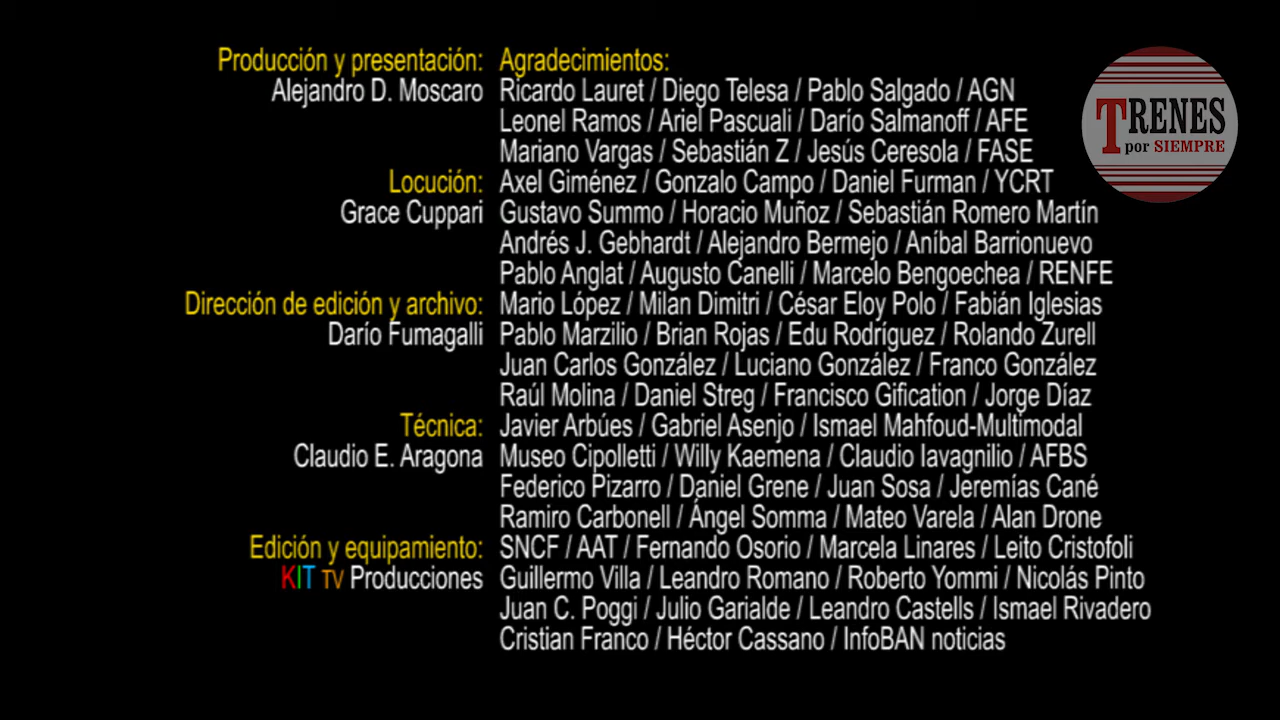 Producción y presentación:
Alejandro D. Moscaro
Locución:
Grace Cuppari
Dirección de edición y archivo:
Darío Fumagalli
Técnica:
Claudio E. Aragona
Edición y equipamiento:
KIT TV Producciones
Agradecimientos:
Ricardo Lauret / Diego Telesa / Pablo Salgado / AGN
Leonel Ramos / Ariel Pascuali / Darío Salmanoff / AFE
Mariano Vargas / Sebastián Z / Jesús Ceresola / FASE
Axel Giménez / Gonzalo Campo / Daniel Furman / YCRT
Gustavo Summo / Horacio Muñoz / Sebastián Romero Martín
Andrés J. Gebhardt / Alejandro Bermejo / Aníbal Barrionuevo
Pablo Anglat / Augusto Canelli / Marcelo Bengoechea / RENFE
Mario López / Milan Dimitri / César Eloy Polo / Fabián Iglesias
Pablo Marzilio / Brian Rojas / Edu Rodríguez / Rolando Zurell
Juan Carlos González / Luciano González / Franco González
Raúl Molina / Daniel Streg / Francisco Gification / Jorge Díaz
Javier Arbúes / Gabriel Asenjo / Ismael Mahfoud-Multimodal
Museo Cipolletti / Willy Kaemena / Claudio Iavagnilio / AFBS
Federico Pizarro / Daniel Grene / Juan Sosa / Jeremías Cané
Ramiro Carbonell / Ángel Somma / Mateo Varela / Alan Drone
SNCF / AAT / Fernando Osorio / Marcela Linares / Leito Cristofoli
Guillermo Villa / Leandro Romano / Roberto Yommi / Nicolás Pinto
Juan C. Poggi / Julio Garialde / Leandro Castells / Ismael Rivadero
Cristian Franco / Héctor Cassano / InfoBAN noticias
TRENES
por SIEMPRE